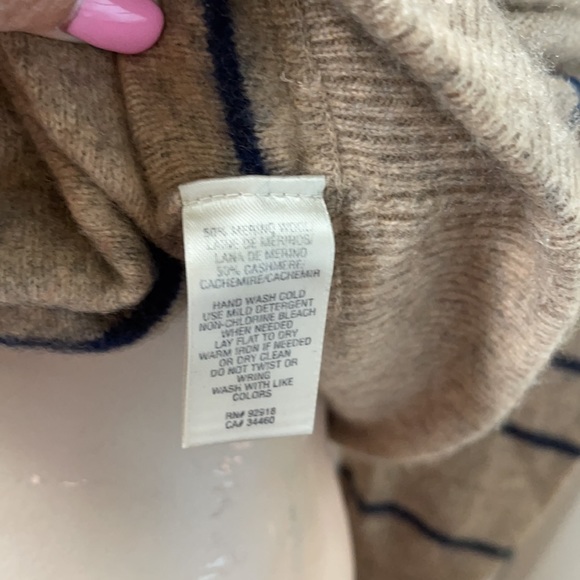 50% MERINO WOOL/
LAINE DE MERINOS/
LANA DE MERINO
50% CASHMERE/
CACHEMIRE/CACHEMIR
HAND WASH COLD
USE MILD DETERGENT
NON-CHLORINE BLEACH
WHEN NEEDED
LAY FLAT TO DRY
WARM IRON IF NEEDED
OR DRY CLEAN
DO NOT TWIST OR
WRING
WASH WITH LIKE
COLORS
RN# 92918
CA# 34460